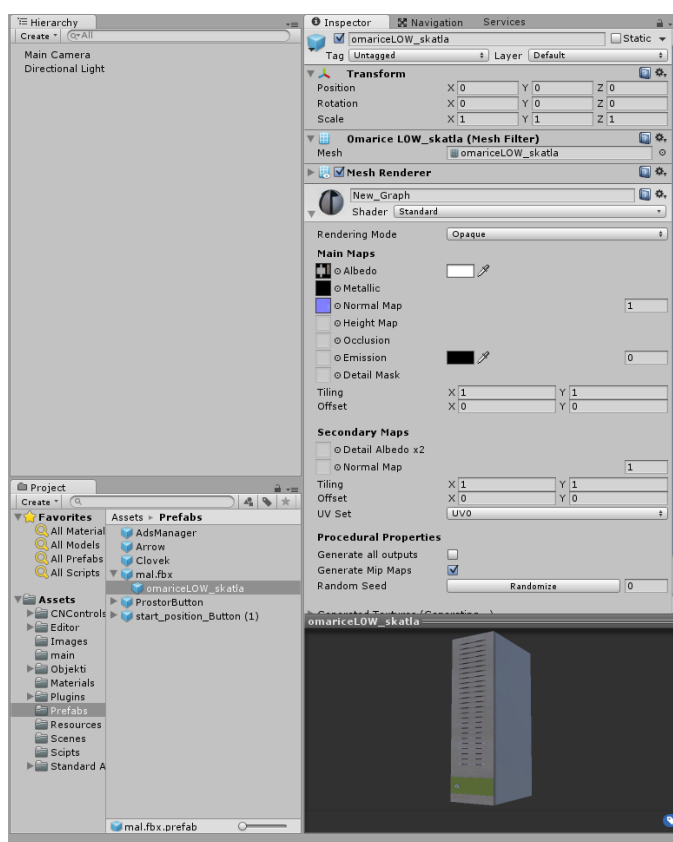 Hierarchy
Create
All
Main Camera
Directional Light
Project
Create
Favorites
All Material
All Models
All Prefabs
All Scripts
Assets
CNControls
Editor
Images
main
Objekti
Materials
Plugins
Prefabs
Resources
Scenes
Scipts
Standard A
Assets ▸ Prefabs
AdsManager
Arrow
Clovek
mal.fbx
omariceLOW_skatla
ProstorButton
start_position_Button (1)
mal.fbx.prefab
Inspector Navigation Services
omariceLOW_skatla Static
Tag Untagged Layer Default
Transform
Position X 0 Y 0 Z 0
Rotation X 0 Y 0 Z 0
Scale X 1 Y 1 Z 1
Omarice LOW_skatla (Mesh Filter)
Mesh omariceLOW_skatla
Mesh Renderer
New_Graph
Shader Standard
Rendering Mode Opaque
Main Maps
Albedo
Metallic
Normal Map 1
Height Map
Occlusion
Emission 0
Detail Mask
Tiling X 1 Y 1
Offset X 0 Y 0
Secondary Maps
Detail Albedo x2
Normal Map 1
Tiling X 1 Y 1
Offset X 0 Y 0
UV Set UV0
Procedural Properties
Generate all outputs
Generate Mip Maps
Random Seed Randomize 0
Generated Textures (Generating...)
omariceLOW_skatla